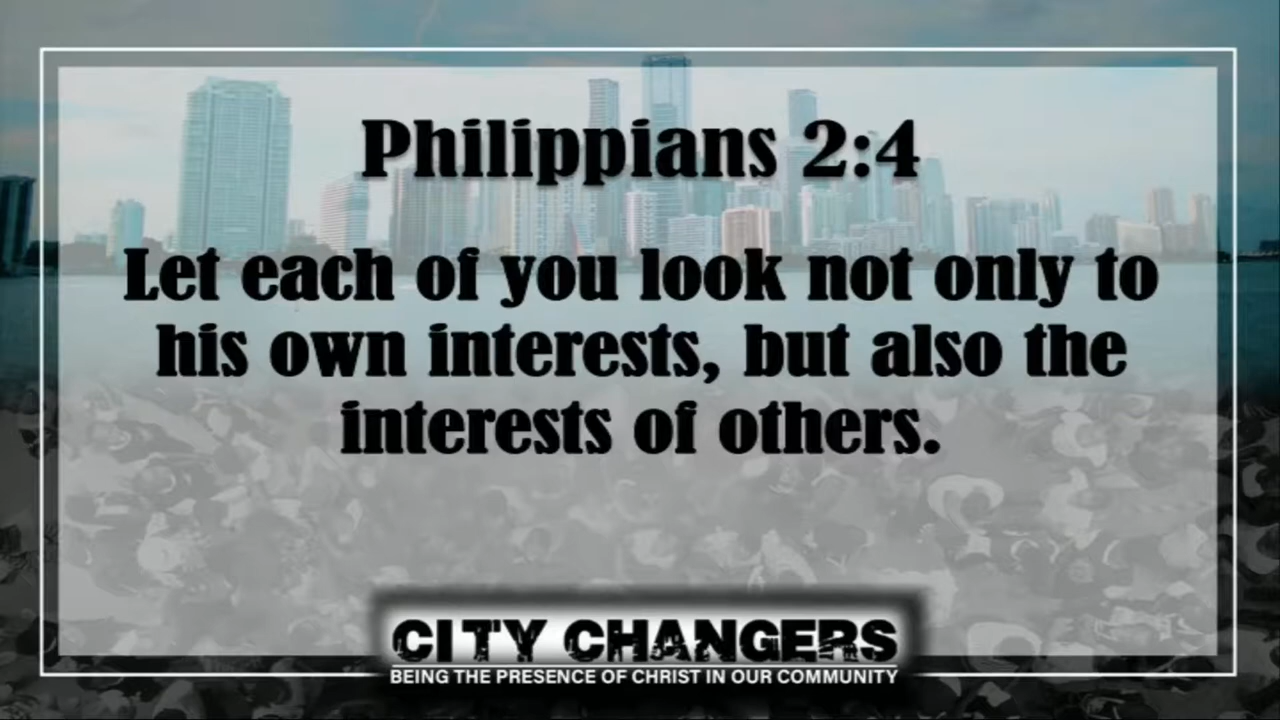 Philippians 2:4
Let each of you look not only to
his own interests, but also the
interests of others.
CITY CHANGERS
BEING THE PRESENCE OF CHRIST IN OUR COMMUNITY